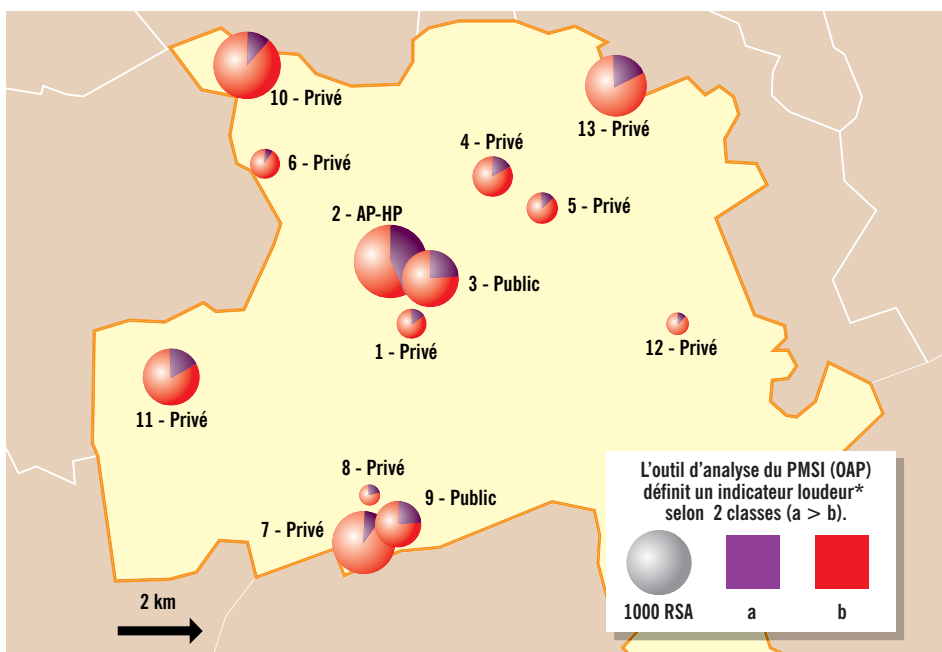 10 - Privé
13 - Privé
4 - Privé
6 - Privé
5 - Privé
2 - AP-HP
3 - Public
1 - Privé
12 - Privé
11 - Privé
8 - Privé
9 - Public
7 - Privé
L'outil d'analyse du PMSI (OAP)
définit un indicateur loudeur*
selon 2 classes (a > b).
1000 RSA
a
b
2 km